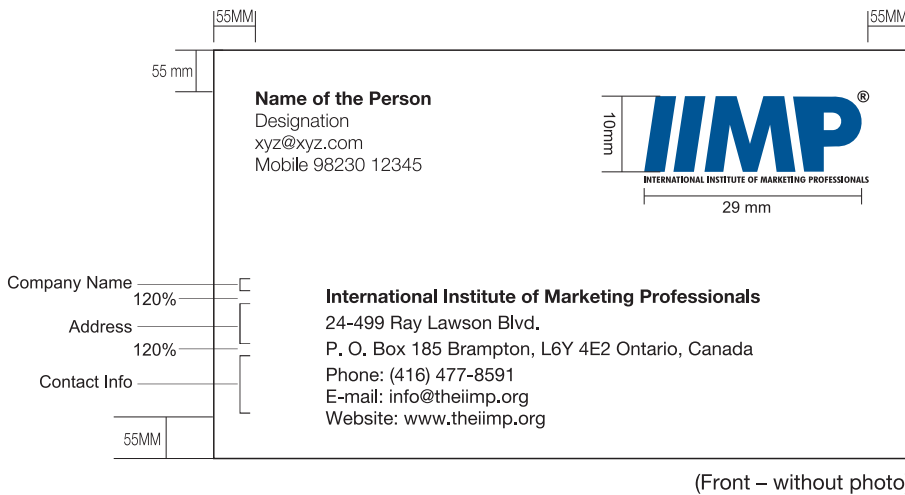 55MM
55MM
55 mm
Name of the Person
Designation
xyz@xyz.com
Mobile 98230 12345
10mm
IIMP®
INTERNATIONAL INSTITUTE OF MARKETING PROFESSIONALS
29 mm
Company Name
120%
Address
120%
Contact Info
55MM
International Institute of Marketing Professionals
24-499 Ray Lawson Blvd.
P. O. Box 185 Brampton, L6Y 4E2 Ontario, Canada
Phone: (416) 477-8591
E-mail: info@theiimp.org
Website: www.theiimp.org
(Front – without photo